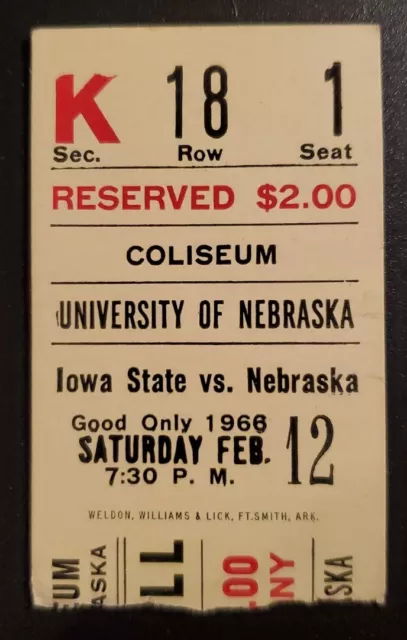 K 18 1
Sec. Row Seat
RESERVED $2.00
COLISEUM
UNIVERSITY OF NEBRASKA
Iowa State vs. Nebraska
Good Only 1966
SATURDAY FEB. 12
7:30 P. M.
WELDON, WILLIAMS & LICK, FT.SMITH, ARK.